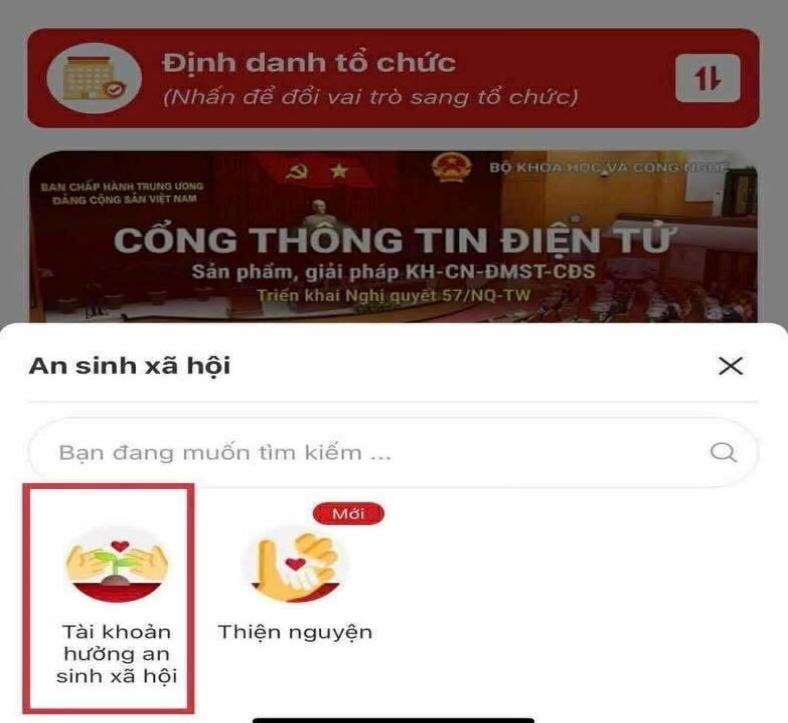 Định danh tổ chức
(Nhấn để đổi vai trò sang tổ chức)
BAN CHẤP HÀNH TRUNG ƯƠNG
ĐẢNG CỘNG SẢN VIỆT NAM
BỘ KHOA HỌC VÀ CÔNG NGHỆ
CỔNG THÔNG TIN ĐIỆN TỬ
Sản phẩm, giải pháp KH-CN-ĐMST-CĐS
Triển khai Nghị quyết 57/NQ-TW
An sinh xã hội
Bạn đang muốn tìm kiếm ...
Mới
Tài khoản
hưởng an
sinh xã hội
Thiện nguyện